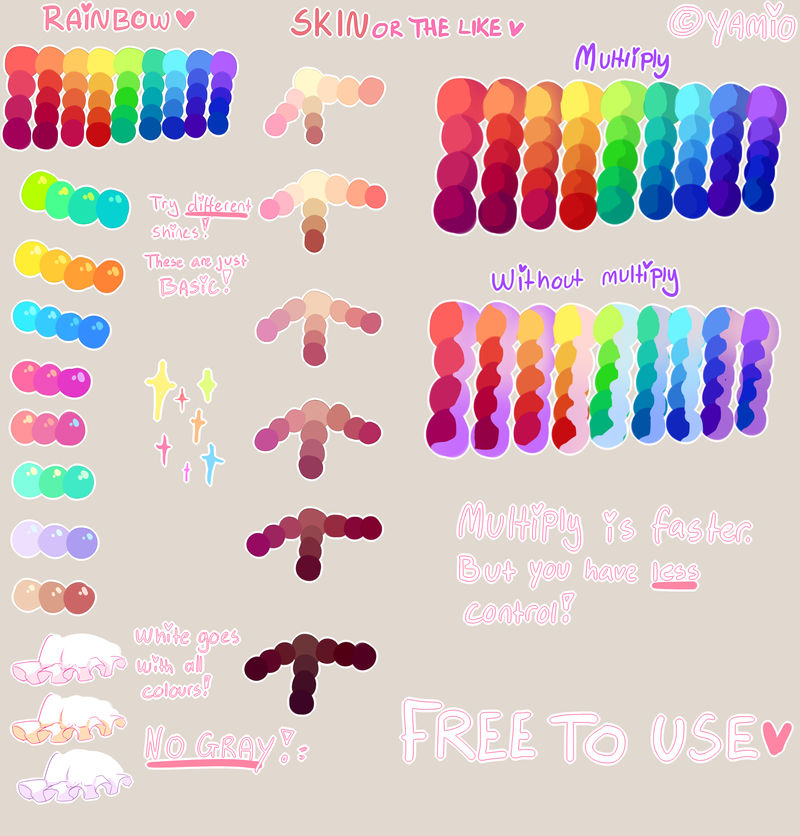 RAINBOW
SKIN OR THE LIKE
© YAMIO
Multiply
Try different
shines!
These are just
BASIC!
Without multiply
Multiply is faster.
But you have less
control!
White goes
with all
colours!
NO GRAY!
FREE TO USE